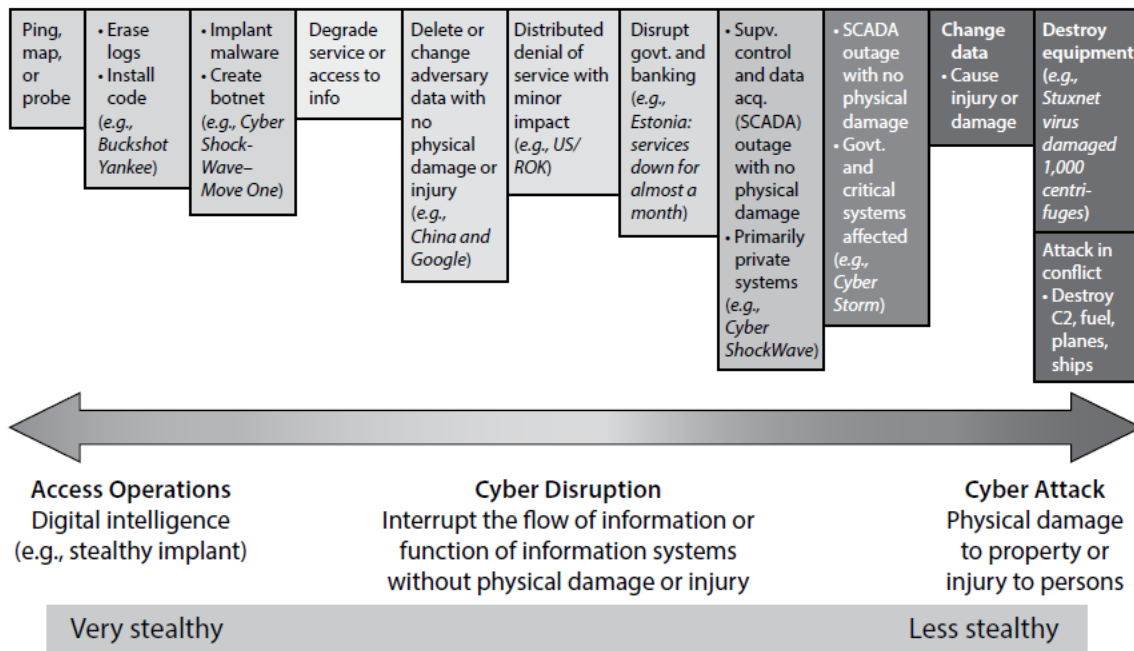 Ping,
map,
or
probe
• Erase
logs
• Install
code
(e.g.,
Buckshot
Yankee)
• Implant
malware
• Create
botnet
(e.g., Cyber
Shock-
Wave–
Move One)
Degrade
service or
access to
info
Delete or
change
adversary
data with
no
physical
damage or
injury
(e.g.,
China and
Google)
Distributed
denial of
service with
minor
impact
(e.g., US/
ROK)
Disrupt
govt. and
banking
(e.g.,
Estonia:
services
down for
almost a
month)
• Supv.
control
and data
acq.
(SCADA)
outage
with no
physical
damage
• Primarily
private
systems
(e.g.,
Cyber
ShockWave)
• SCADA
outage
with no
physical
damage
• Govt.
and
critical
systems
affected
(e.g.,
Cyber
Storm)
Change
data
• Cause
injury or
damage
Destroy
equipment
(e.g.,
Stuxnet
virus
damaged
1,000
centri-
fuges)
Attack in
conflict
• Destroy
C2, fuel,
planes,
ships
Access Operations
Digital intelligence
(e.g., stealthy implant)
Cyber Disruption
Interrupt the flow of information or
function of information systems
without physical damage or injury
Cyber Attack
Physical damage
to property or
injury to persons
Very stealthy
Less stealthy